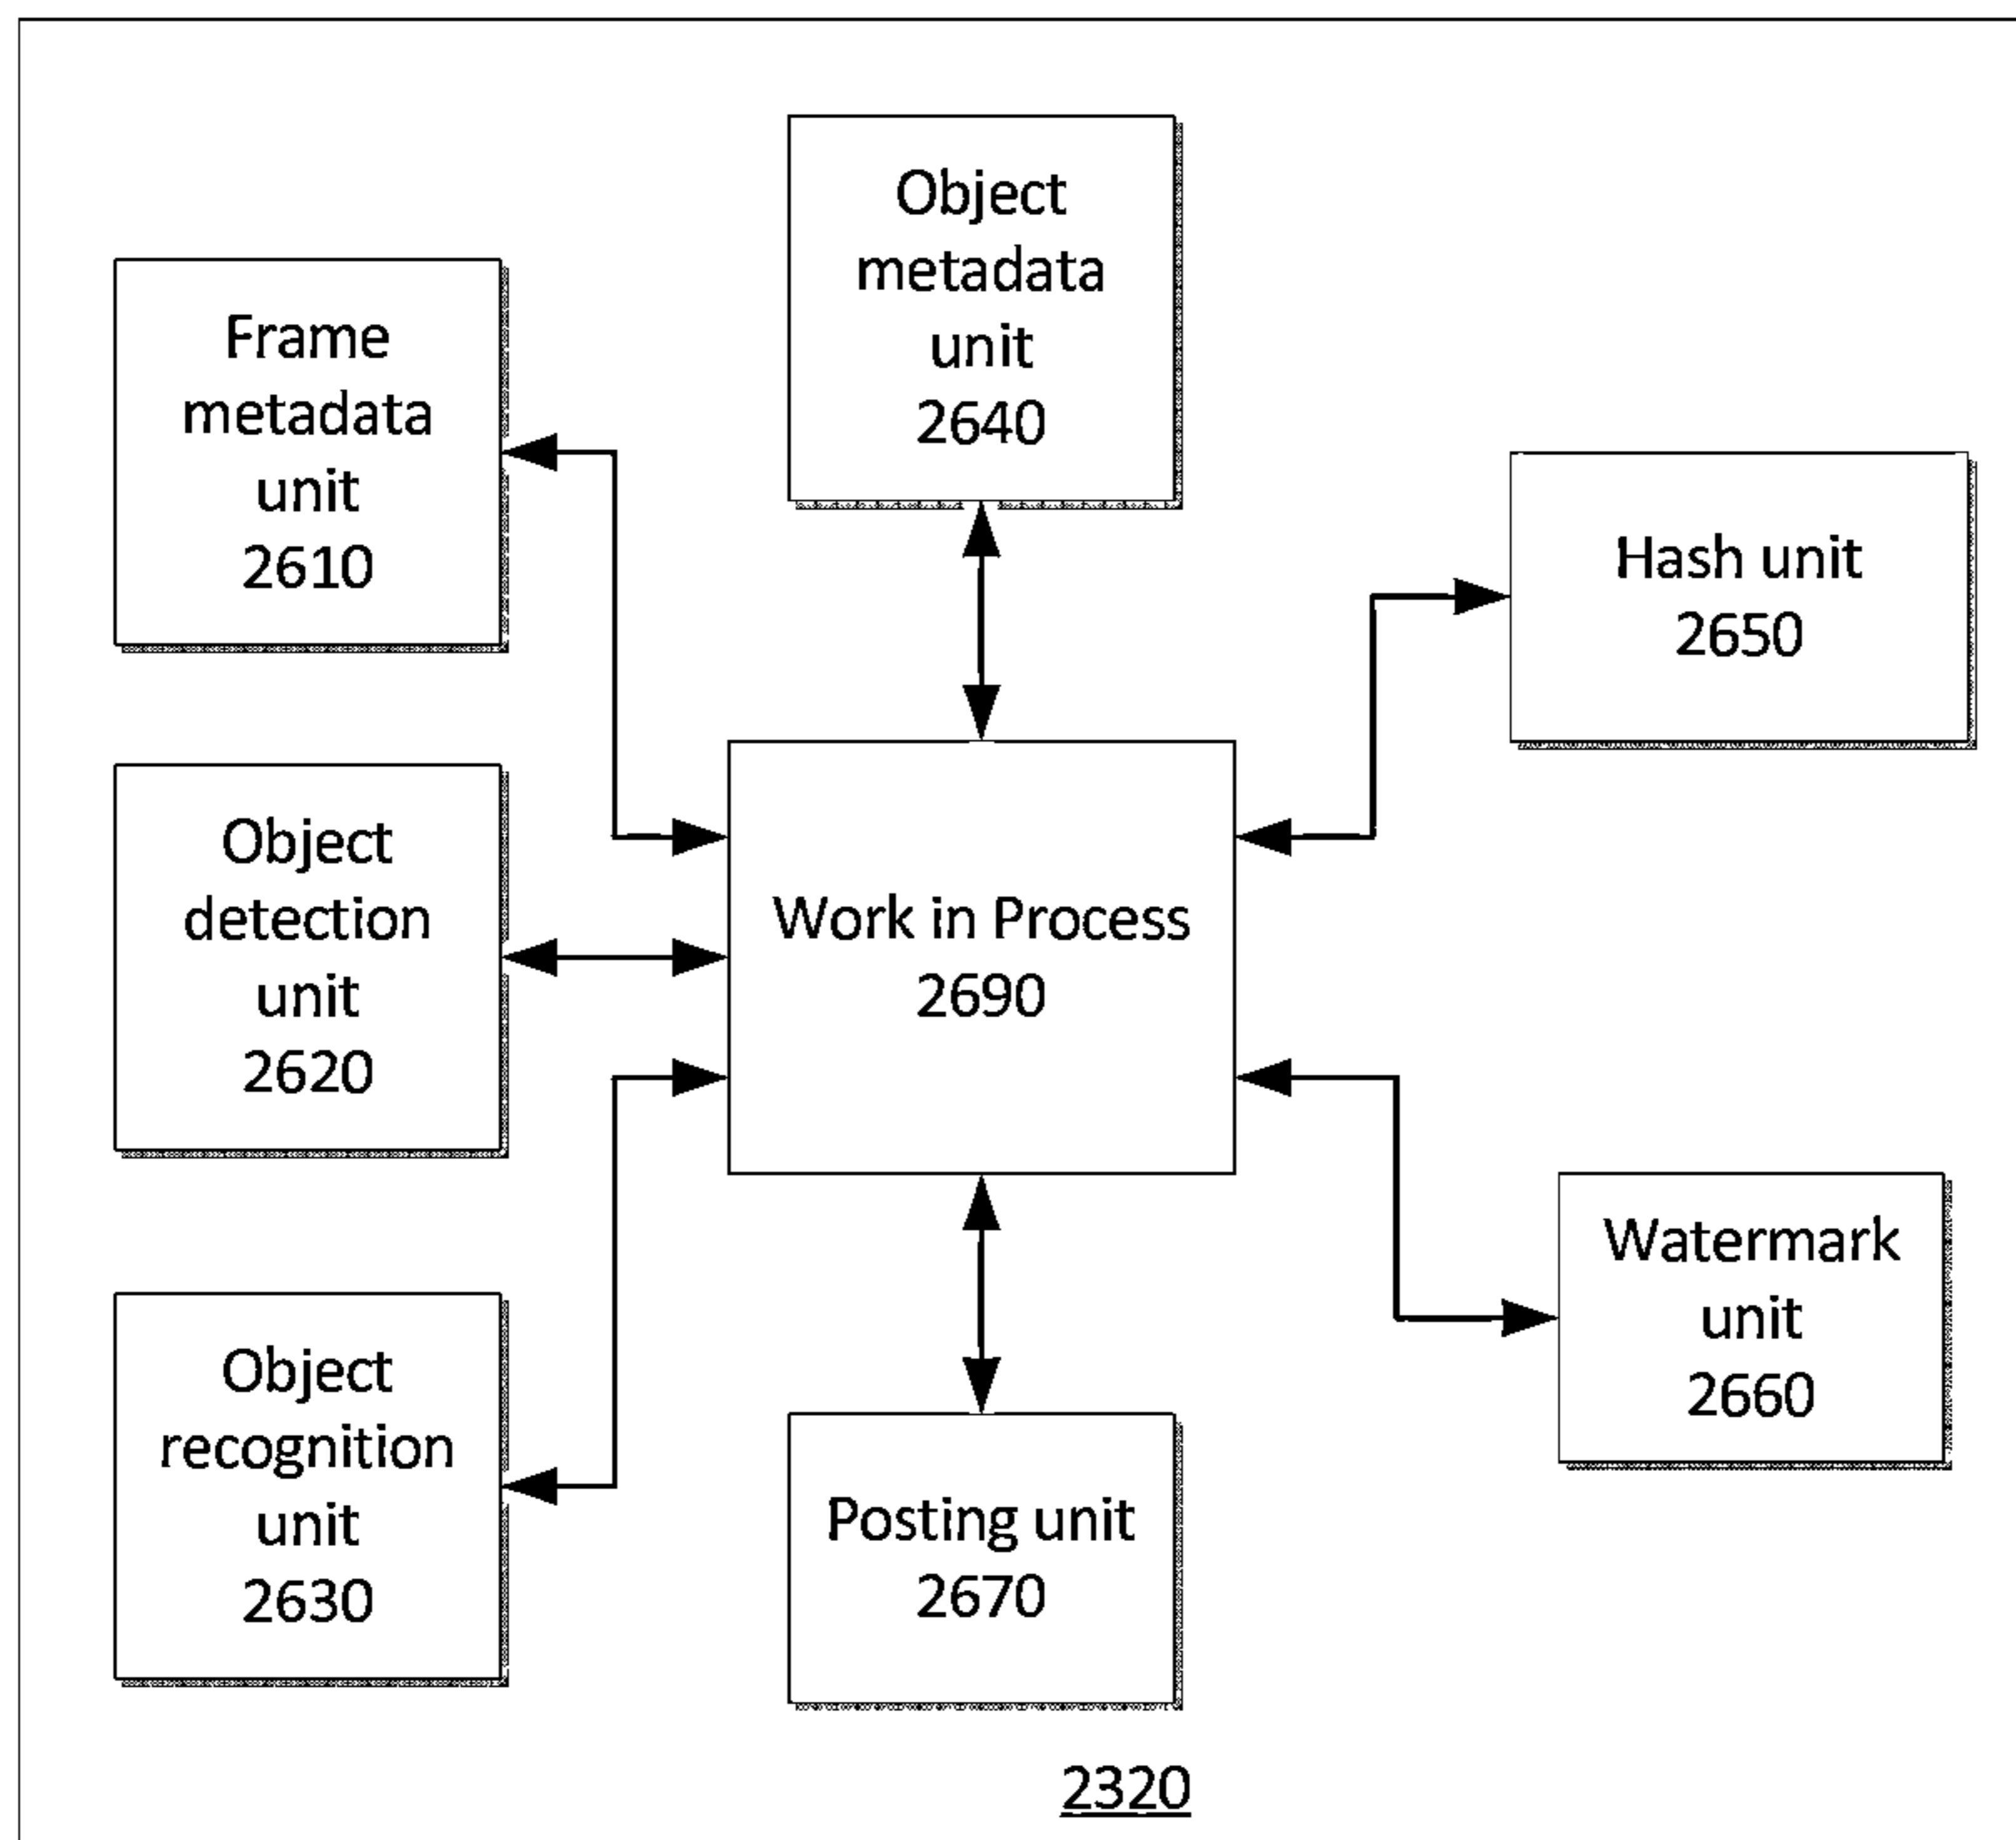 Object
metadata
unit
2640
Frame
metadata
unit
2610
Hash unit
2650
Object
detection
unit
2620
Work in Process
2690
Object
recognition
unit
2630
Watermark
unit
2660
Posting unit
2670
2320